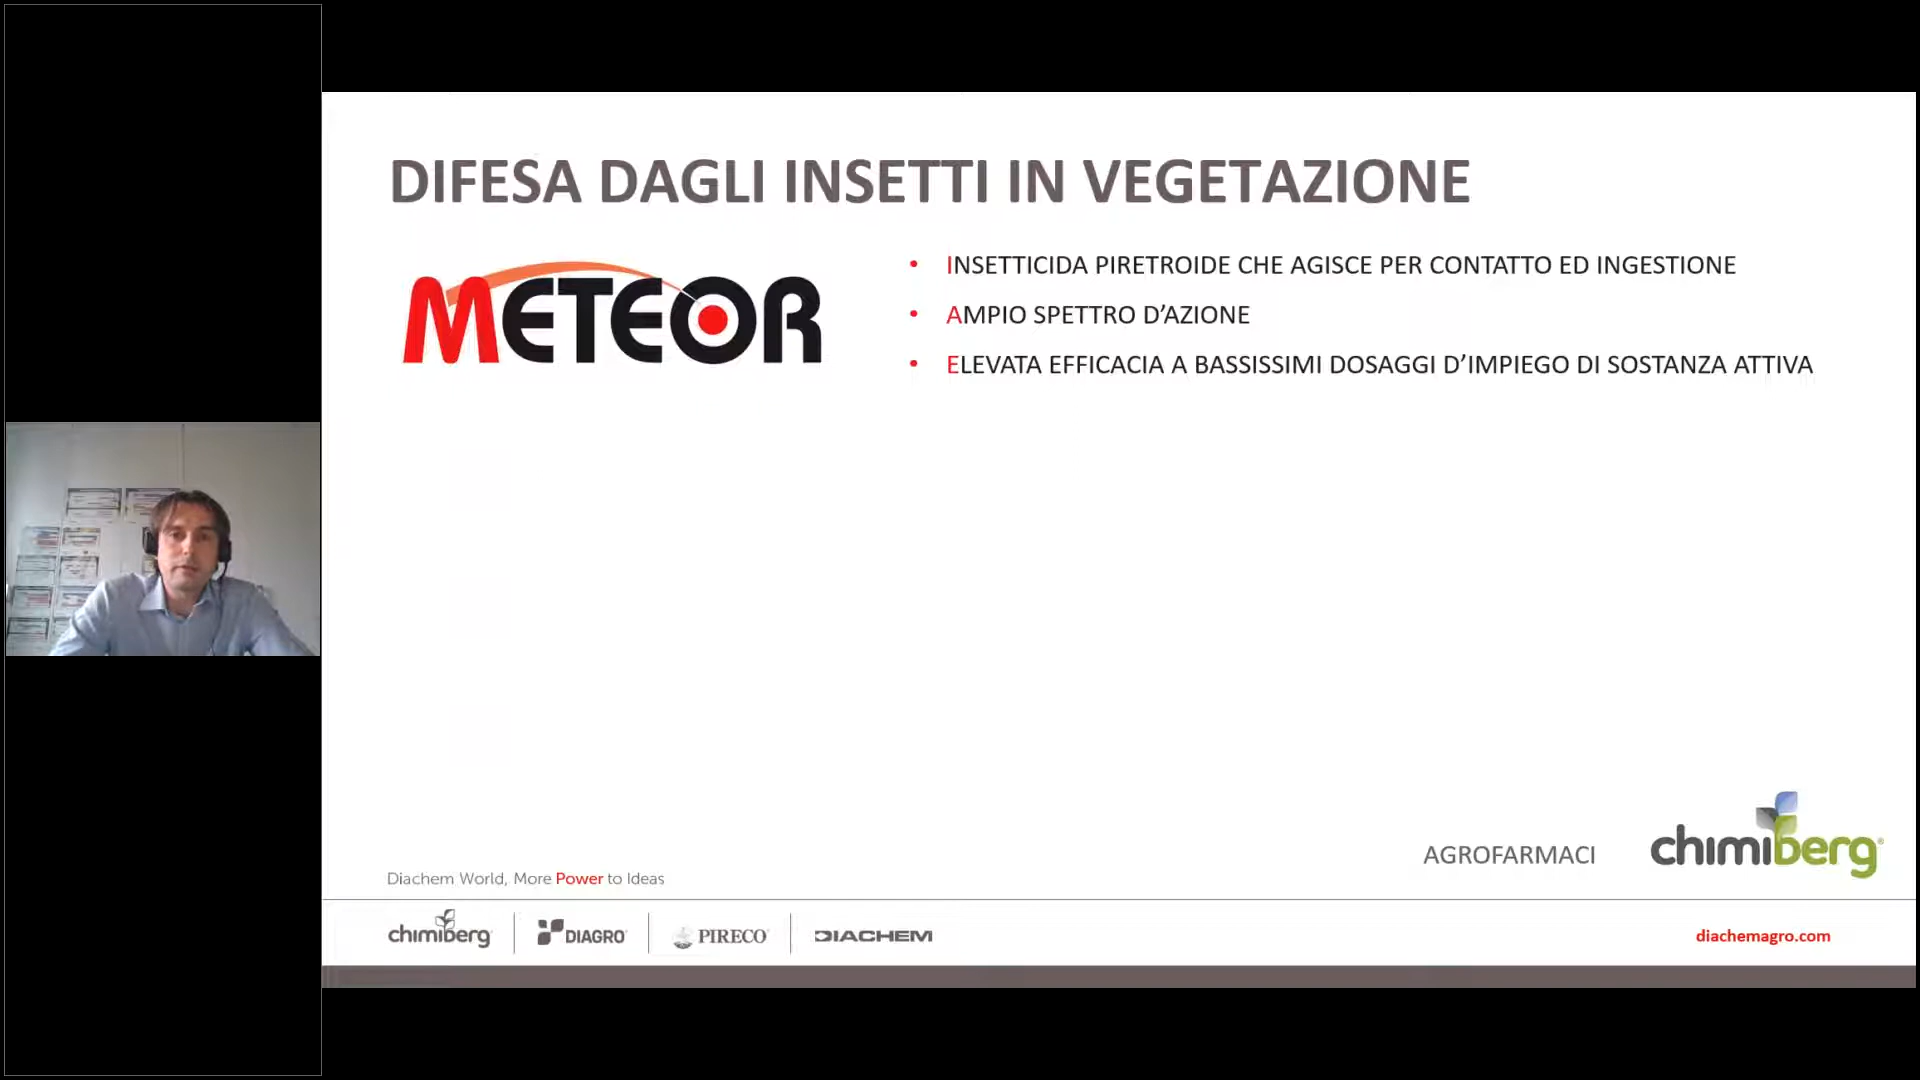 DIFESA DAGLI INSETTI IN VEGETAZIONE
METEOR
• INSETTICIDA PIRETROIDE CHE AGISCE PER CONTATTO ED INGESTIONE
• AMPIO SPETTRO D’AZIONE
• ELEVATA EFFICACIA A BASSISSIMI DOSAGGI D’IMPIEGO DI SOSTANZA ATTIVA
AGROFARMACI
chimiberg®
Diachem World, More Power to Ideas
chimiberg
DIAGRO
PIRECO
DIACHEM
diachemagro.com